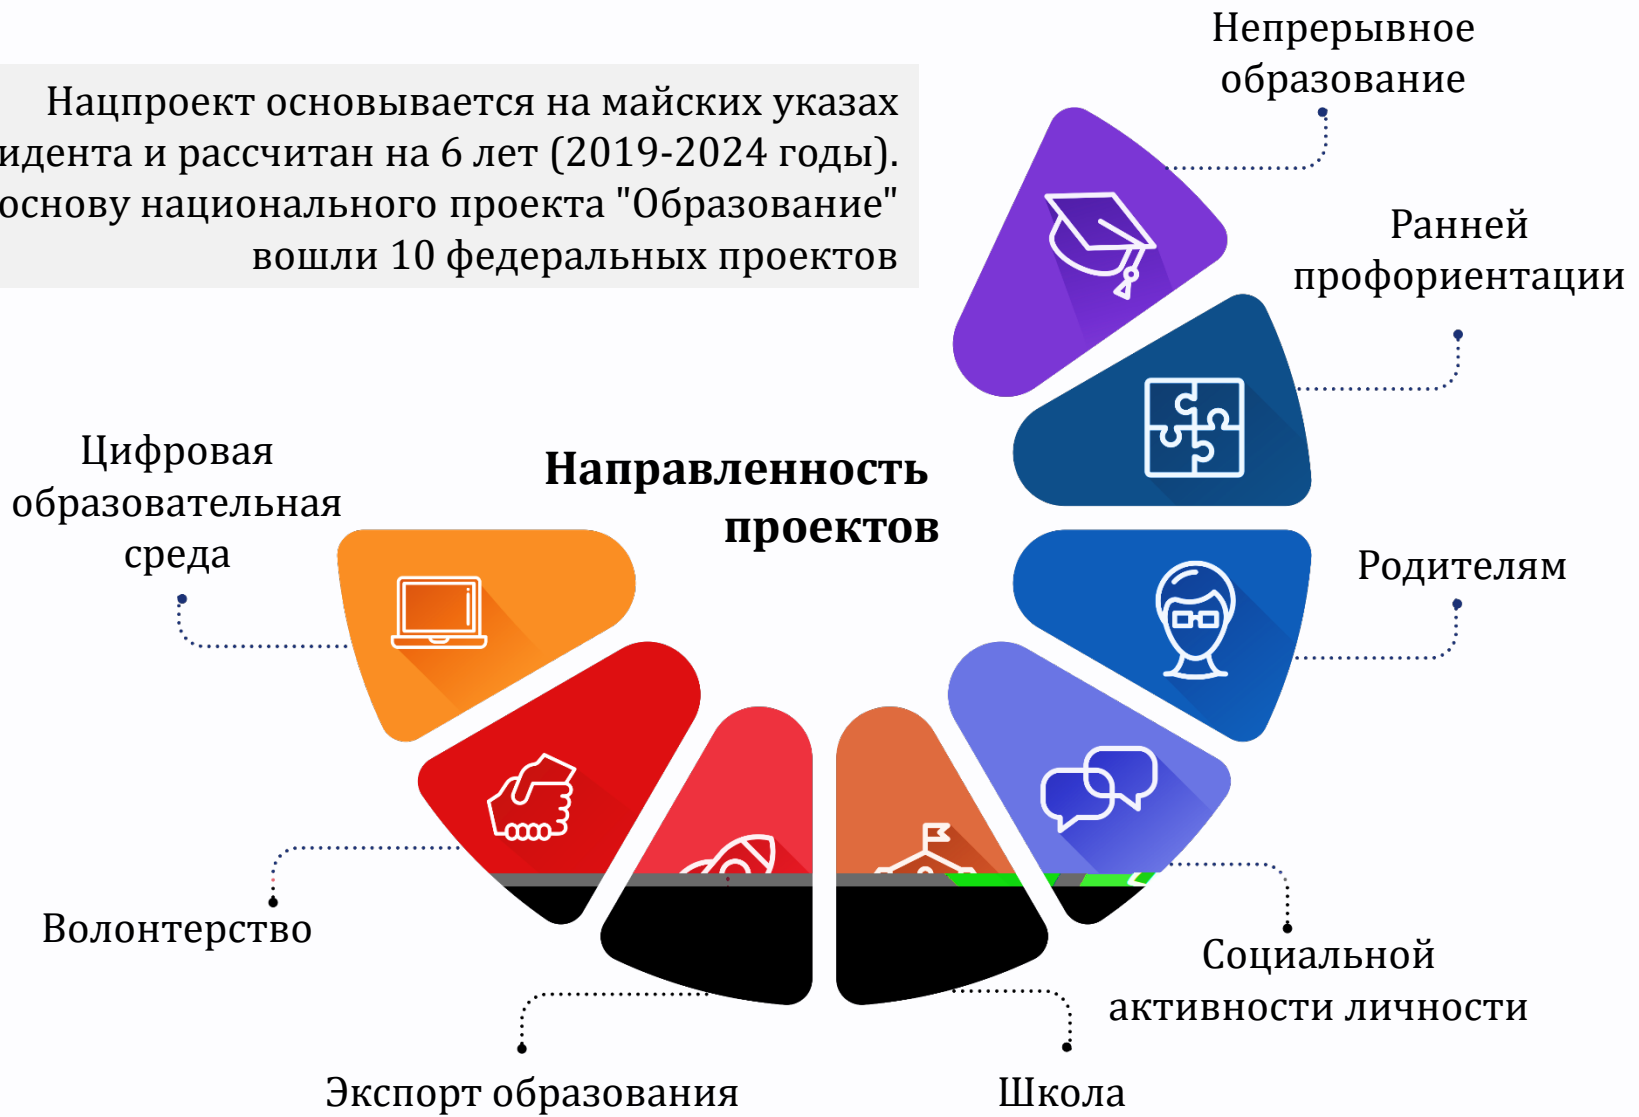 Непрерывное
образование
Нацпроект основывается на майских указах
идента и рассчитан на 6 лет (2019-2024 годы).
основу национального проекта "Образование"
вошли 10 федеральных проектов
Ранней
профориентации
Цифровая
образовательная
среда
Направленность
проектов
Родителям
Волонтерство
Социальной
активности личности
Экспорт образования
Школа